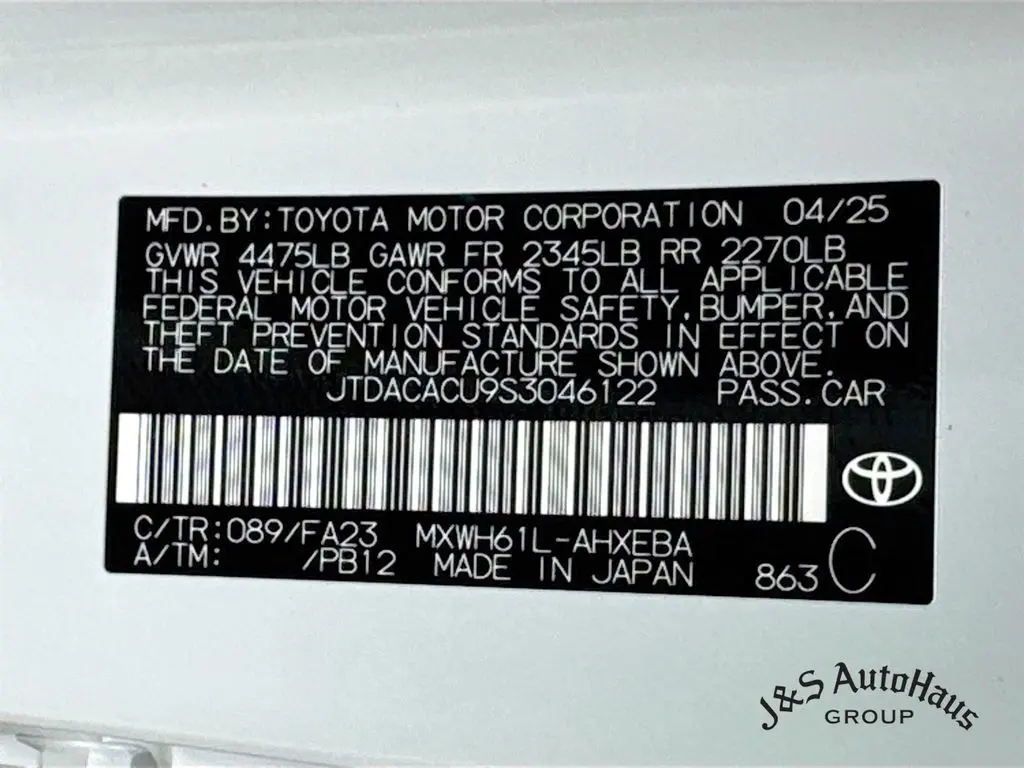 MFD. BY: TOYOTA MOTOR CORPORATION 04/25
GVWR 4475LB GAWR FR 2345LB RR 2270LB
THIS VEHICLE CONFORMS TO ALL APPLICABLE
FEDERAL MOTOR VEHICLE SAFETY, BUMPER, AND
THEFT PREVENTION STANDARDS IN EFFECT ON
THE DATE OF MANUFACTURE SHOWN ABOVE.
JTDACACU9S3046122 PASS. CAR
C/TR: 089/FA23 MXWH61L-AHXEBA
A/TM: /PB12 MADE IN JAPAN 863 C
J&S AutoHaus
GROUP